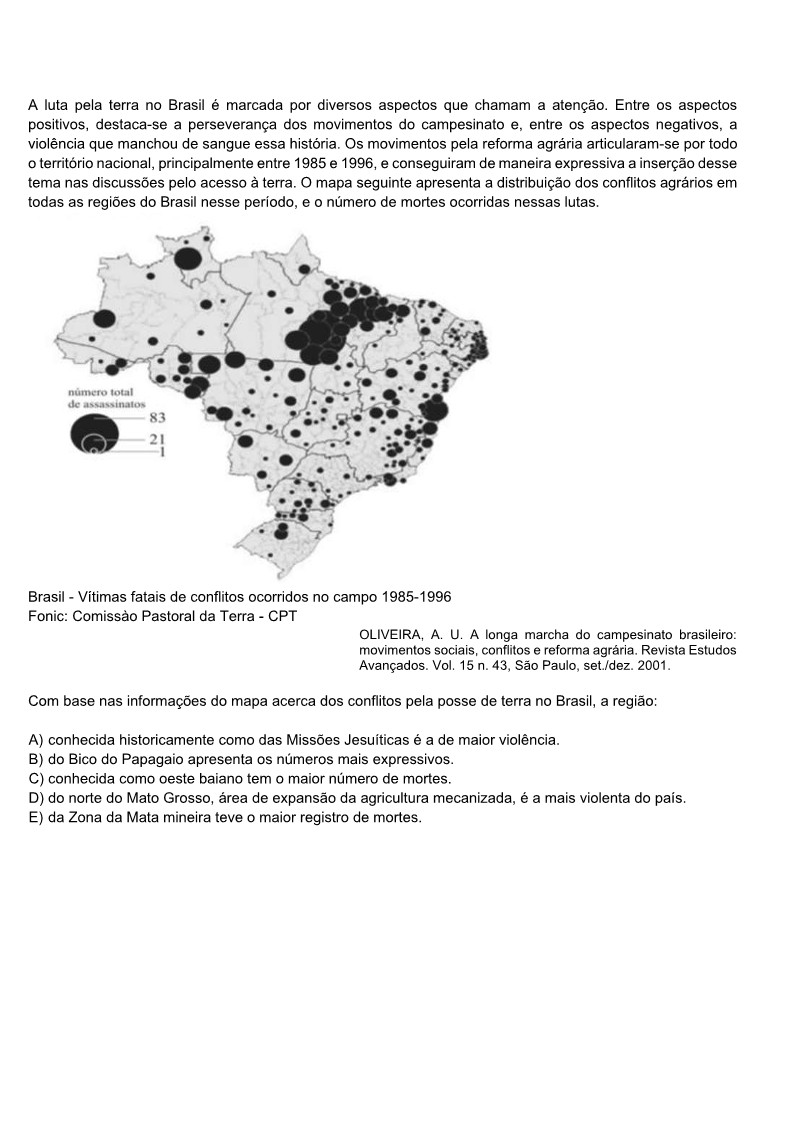 A luta pela terra no Brasil é marcada por diversos aspectos que chamam a atenção. Entre os aspectos
positivos, destaca-se a perseverança dos movimentos do campesinato e, entre os aspectos negativos, a
violência que manchou de sangue essa história. Os movimentos pela reforma agrária articularam-se por todo
o território nacional, principalmente entre 1985 e 1996, e conseguiram de maneira expressiva a inserção desse
tema nas discussões pelo acesso à terra. O mapa seguinte apresenta a distribuição dos conflitos agrários em
todas as regiões do Brasil nesse período, e o número de mortes ocorridas nessas lutas.
número total
de assassinatos
83
21
1
Brasil - Vítimas fatais de conflitos ocorridos no campo 1985-1996
Fonic: Comissào Pastoral da Terra - CPT
OLIVEIRA, A. U. A longa marcha do campesinato brasileiro:
movimentos sociais, conflitos e reforma agrária. Revista Estudos
Avançados. Vol. 15 n. 43, São Paulo, set./dez. 2001.
Com base nas informações do mapa acerca dos conflitos pela posse de terra no Brasil, a região:
A) conhecida historicamente como das Missões Jesuíticas é a de maior violência.
B) do Bico do Papagaio apresenta os números mais expressivos.
C) conhecida como oeste baiano tem o maior número de mortes.
D) do norte do Mato Grosso, área de expansão da agricultura mecanizada, é a mais violenta do país.
E) da Zona da Mata mineira teve o maior registro de mortes.